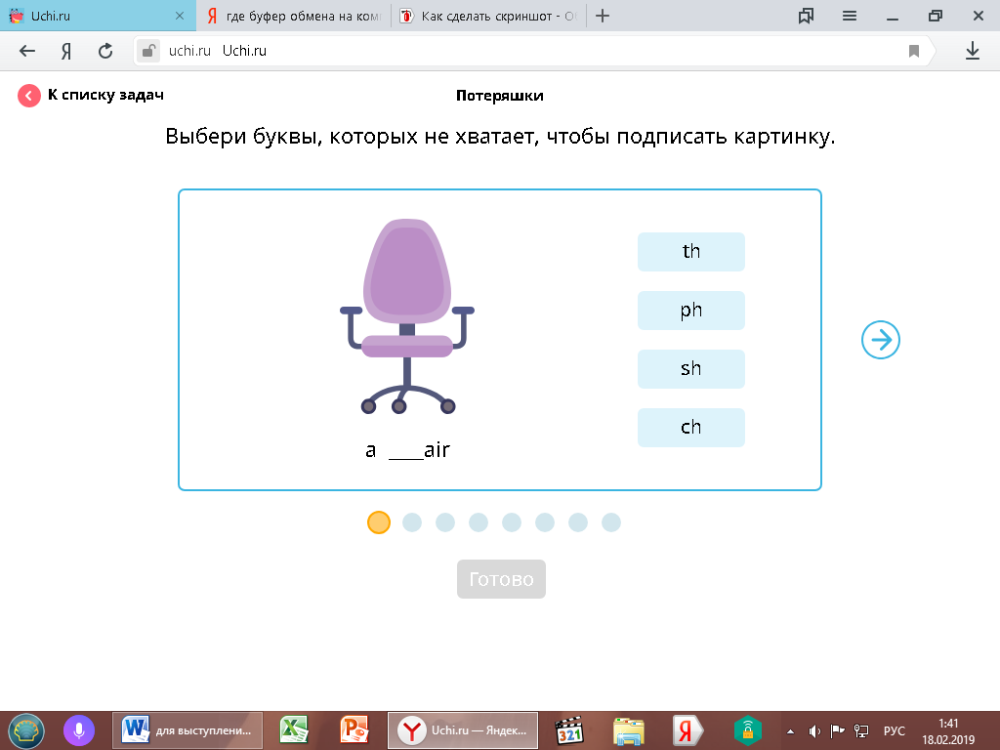 Uchi.ru
где буфер обмена на ком
Как сделать скриншот - О
uchi.ru Uchi.ru
К списку задач
Потеряшки
Выбери буквы, которых не хватает, чтобы подписать картинку.
th
ph
sh
ch
a ___air
Готово
для выступлени...
Uchi.ru — Яндек...
321
РУС
1:41
18.02.2019